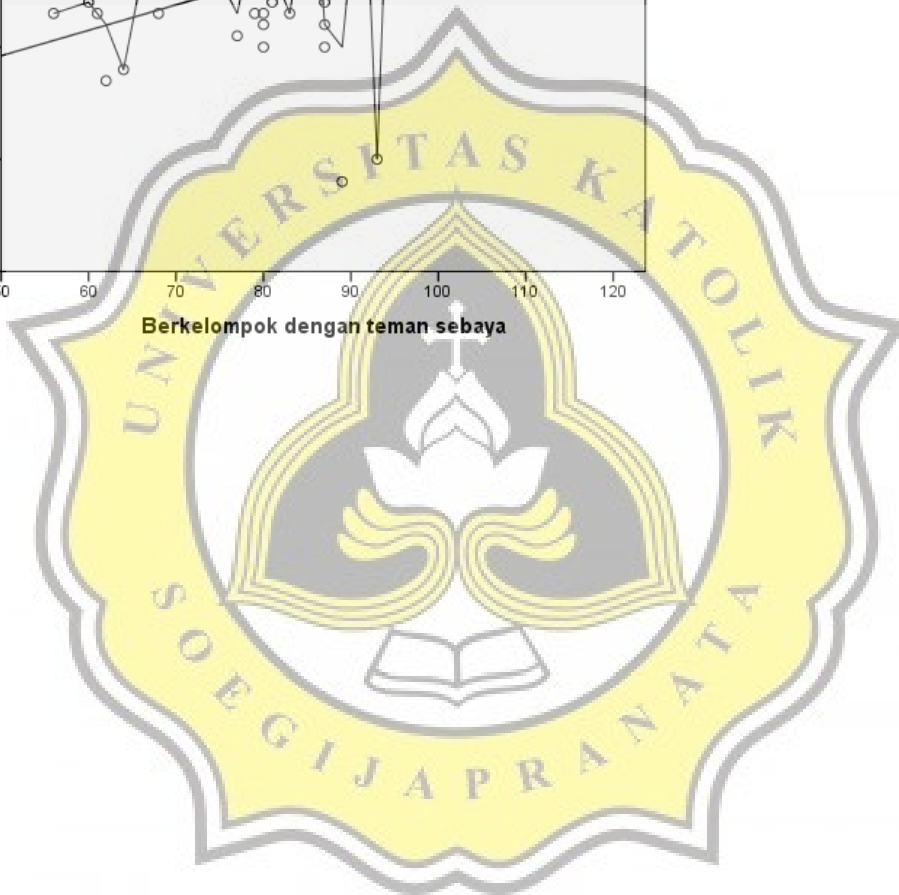 60 70 80 90 100 110 120
Berkelompok dengan teman sebaya
UNIVERSITAS KATOLIK
SOEGIJAPRANATA